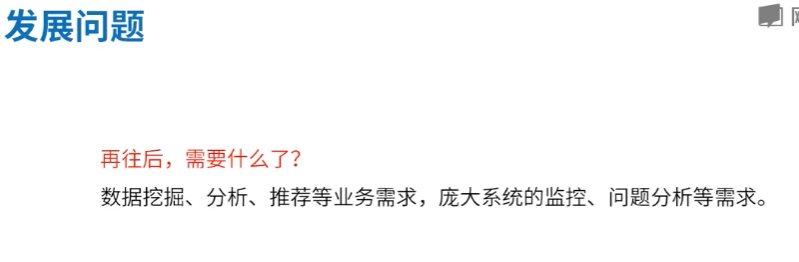 发展问题
再往后，需要什么了？
数据挖掘、分析、推荐等业务需求，庞大系统的监控、问题分析等需求。